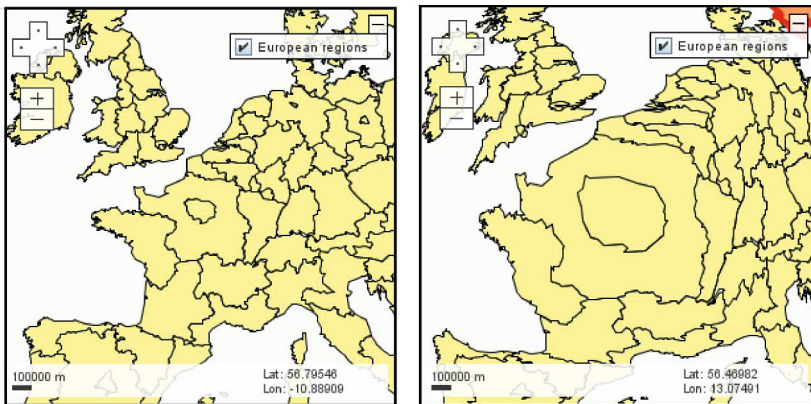 European regions
100000 m
Lat: 56.79546
Lon: -10.88909
European regions
100000 m
Lat: 56.46982
Lon: 13.07491